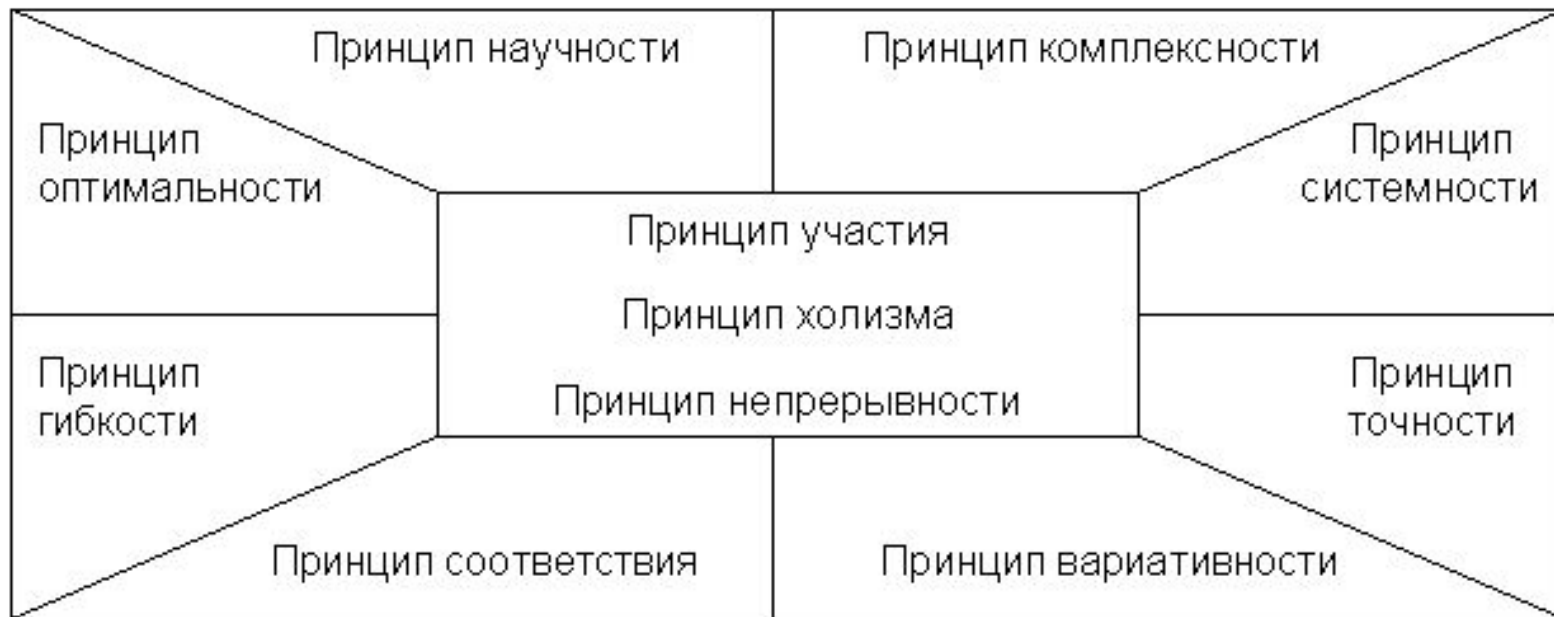 Принцип научности
Принцип комплексности
Принцип
оптимальности
Принцип
системности
Принцип участия
Принцип холизма
Принцип непрерывности
Принцип
гибкости
Принцип
точности
Принцип соответствия
Принцип вариативности